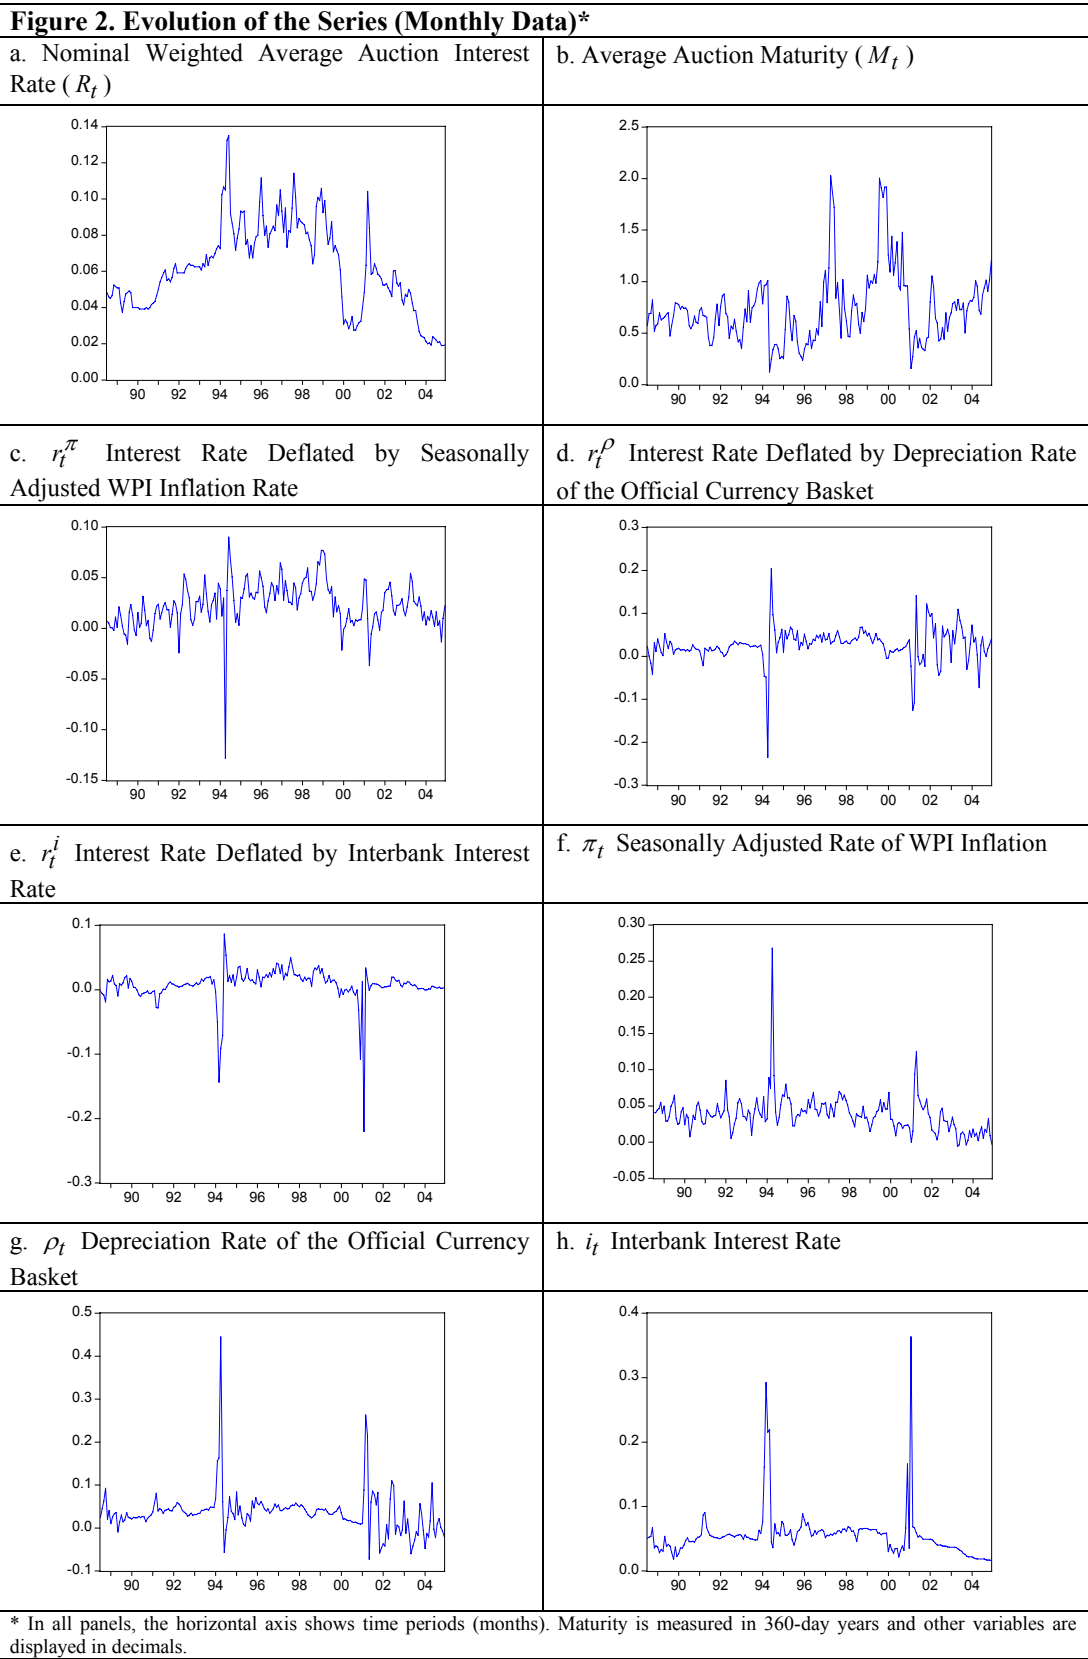 Figure 2. Evolution of the Series (Monthly Data)*
a. Nominal Weighted Average Auction Interest
Rate ( R_t )
b. Average Auction Maturity ( M_t )
0.14
0.12
0.10
0.08
0.06
0.04
0.02
0.00
90 92 94 96 98 00 02 04
2.5
2.0
1.5
1.0
0.5
0.0
90 92 94 96 98 00 02 04
c. r_t^π Interest Rate Deflated by Seasonally
Adjusted WPI Inflation Rate
d. r_t^ρ Interest Rate Deflated by Depreciation Rate
of the Official Currency Basket
0.10
0.05
0.00
-0.05
-0.10
-0.15
90 92 94 96 98 00 02 04
0.3
0.2
0.1
0.0
-0.1
-0.2
-0.3
90 92 94 96 98 00 02 04
e. r_t^i Interest Rate Deflated by Interbank Interest
Rate
f. π_t Seasonally Adjusted Rate of WPI Inflation
0.1
0.0
-0.1
-0.2
-0.3
90 92 94 96 98 00 02 04
0.30
0.25
0.20
0.15
0.10
0.05
0.00
-0.05
90 92 94 96 98 00 02 04
g. ρ_t Depreciation Rate of the Official Currency
Basket
h. i_t Interbank Interest Rate
0.5
0.4
0.3
0.2
0.1
0.0
-0.1
90 92 94 96 98 00 02 04
0.4
0.3
0.2
0.1
0.0
90 92 94 96 98 00 02 04
* In all panels, the horizontal axis shows time periods (months). Maturity is measured in 360-day years and other variables are
displayed in decimals.